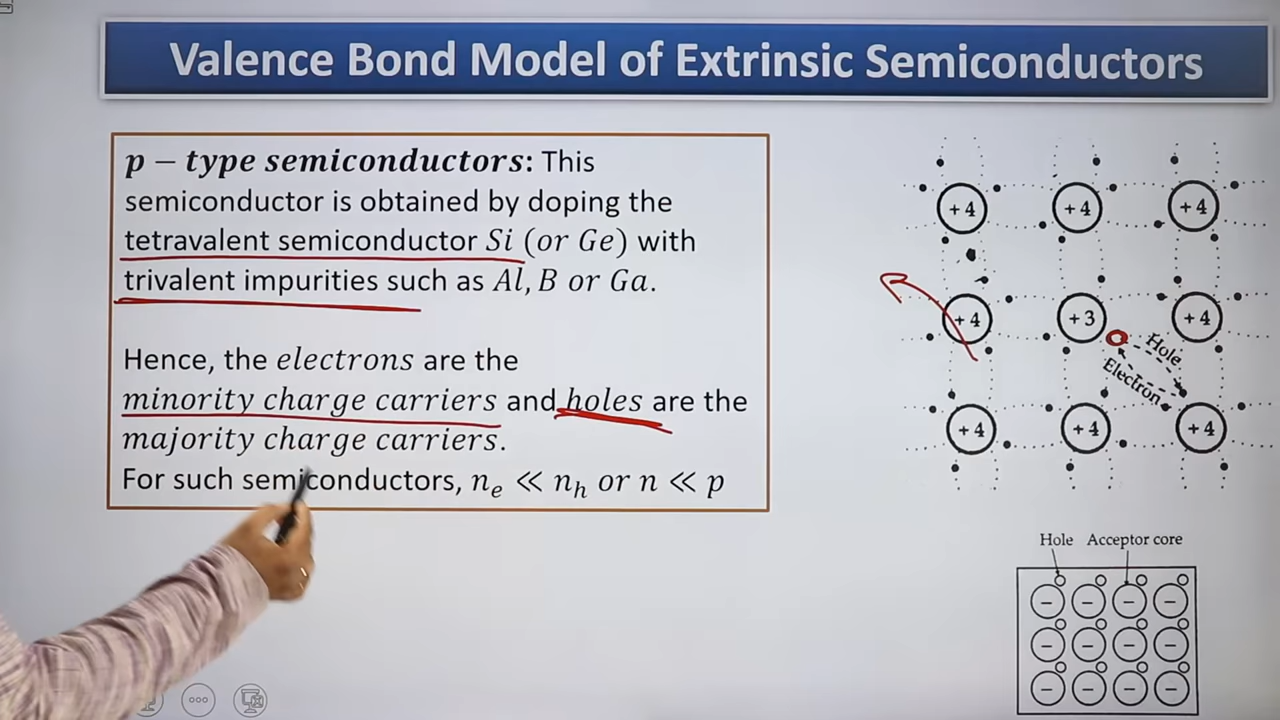 Valence Bond Model of Extrinsic Semiconductors
p − type semiconductors: This
semiconductor is obtained by doping the
tetravalent semiconductor Si (or Ge) with
trivalent impurities such as Al, B or Ga.
Hence, the electrons are the
minority charge carriers and holes are the
majority charge carriers.
For such semiconductors, nₑ ≪ nₕ or n ≪ p
+4 +4 +4
+4 +3 +4
Hole
Electron
+4 +4 +4
Hole Acceptor core
− − − −
− − − −
− − − −